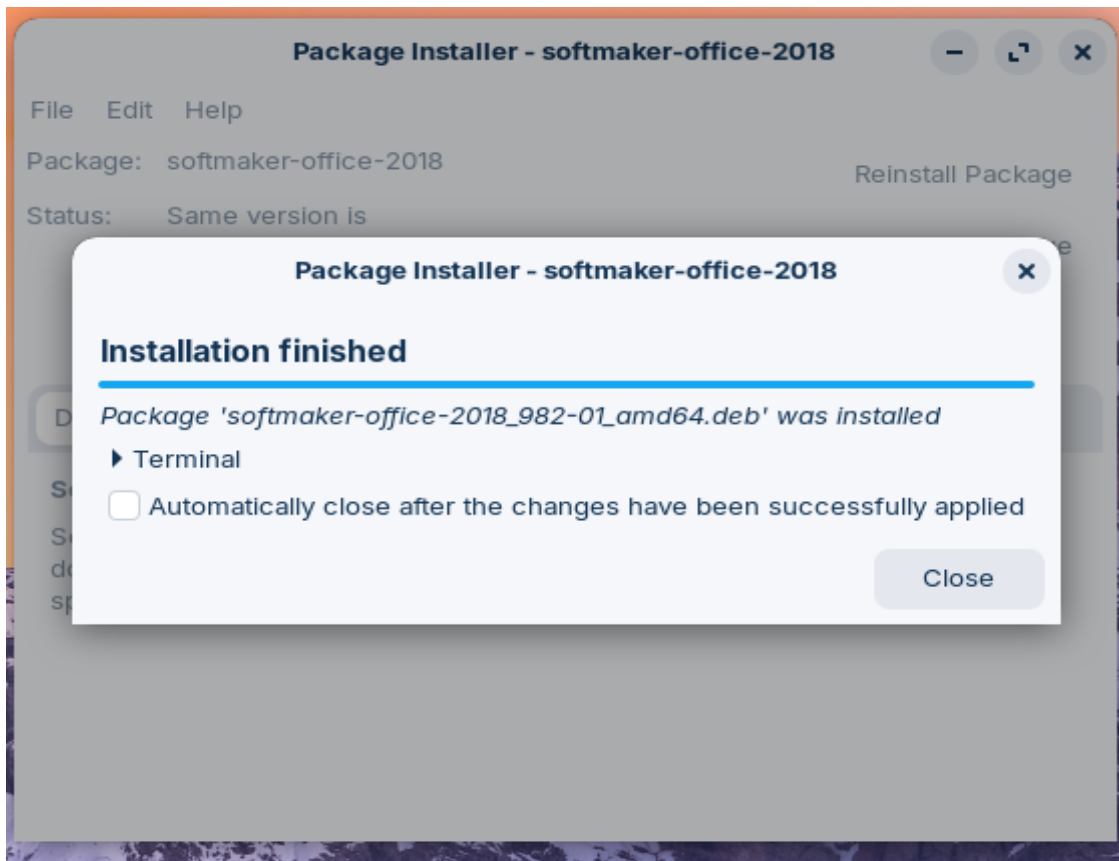 Package Installer - softmaker-office-2018
File Edit Help
Package: softmaker-office-2018
Reinstall Package
Status: Same version is
Package Installer - softmaker-office-2018
Installation finished
Package 'softmaker-office-2018_982-01_amd64.deb' was installed
Terminal
Automatically close after the changes have been successfully applied
Close